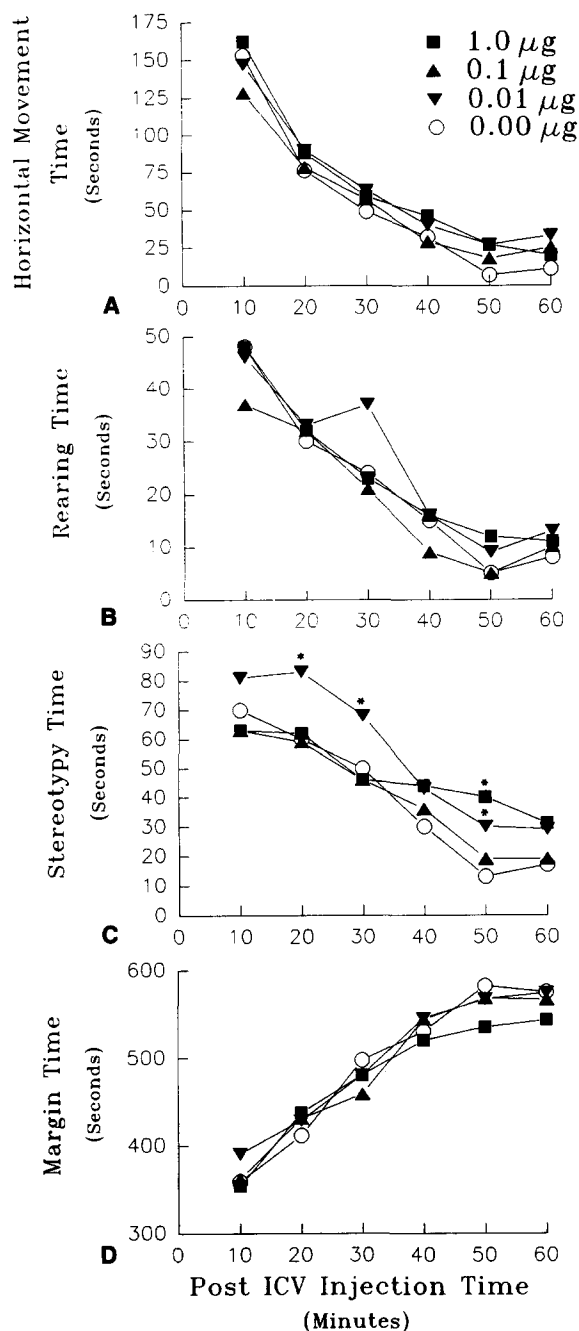 1.0 μg
0.1 μg
0.01 μg
0.00 μg
Horizontal Movement
Time
(Seconds)
175
150
125
100
75
50
25
0
A
0 10 20 30 40 50 60
Rearing Time
(Seconds)
50
40
30
20
10
0
B
0 10 20 30 40 50 60
Stereotypy Time
(Seconds)
90
80
70
60
50
40
30
20
10
0
* * * *
C
0 10 20 30 40 50 60
Margin Time
(Seconds)
600
500
400
300
D
0 10 20 30 40 50 60
Post ICV Injection Time
(Minutes)